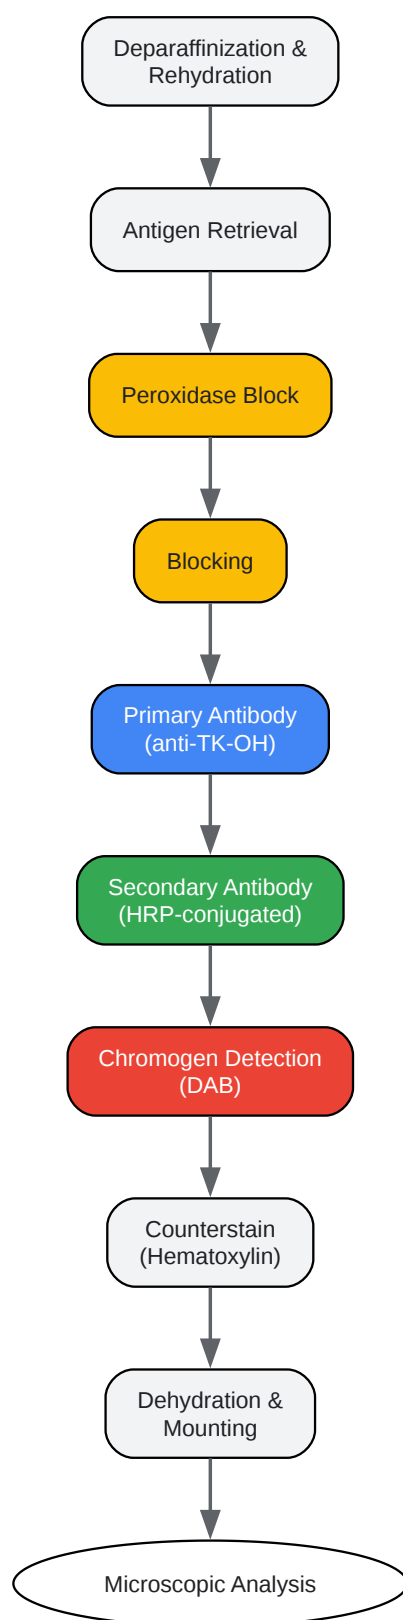 Deparaffinization &
Rehydration
Antigen Retrieval
Peroxidase Block
Blocking
Primary Antibody
(anti-TK-OH)
Secondary Antibody
(HRP-conjugated)
Chromogen Detection
(DAB)
Counterstain
(Hematoxylin)
Dehydration &
Mounting
Microscopic Analysis